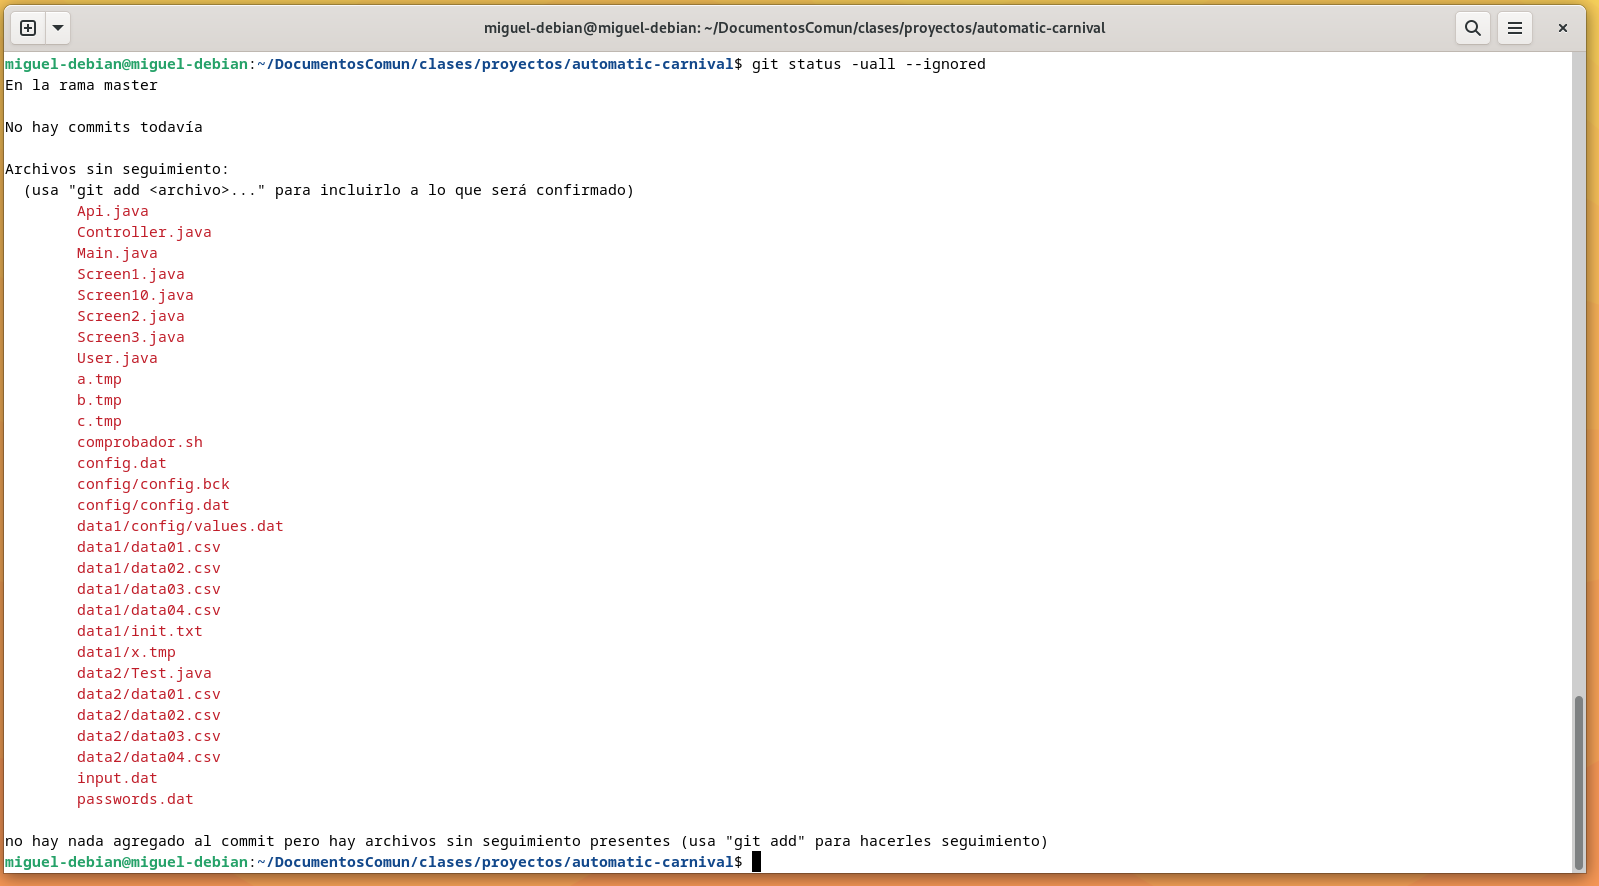 miguel-debian@miguel-debian: ~/DocumentosComun/clases/proyectos/automatic-carnival
miguel-debian@miguel-debian:~/DocumentosComun/clases/proyectos/automatic-carnival$ git status -uall --ignored
En la rama master
No hay commits todavía
Archivos sin seguimiento:
(usa "git add <archivo>..." para incluirlo a lo que será confirmado)
Api.java
Controller.java
Main.java
Screen1.java
Screen10.java
Screen2.java
Screen3.java
User.java
a.tmp
b.tmp
c.tmp
comprobador.sh
config.dat
config/config.bck
config/config.dat
data1/config/values.dat
data1/data01.csv
data1/data02.csv
data1/data03.csv
data1/data04.csv
data1/init.txt
data1/x.tmp
data2/Test.java
data2/data01.csv
data2/data02.csv
data2/data03.csv
data2/data04.csv
input.dat
passwords.dat
no hay nada agregado al commit pero hay archivos sin seguimiento presentes (usa "git add" para hacerles seguimiento)
miguel-debian@miguel-debian:~/DocumentosComun/clases/proyectos/automatic-carnival$